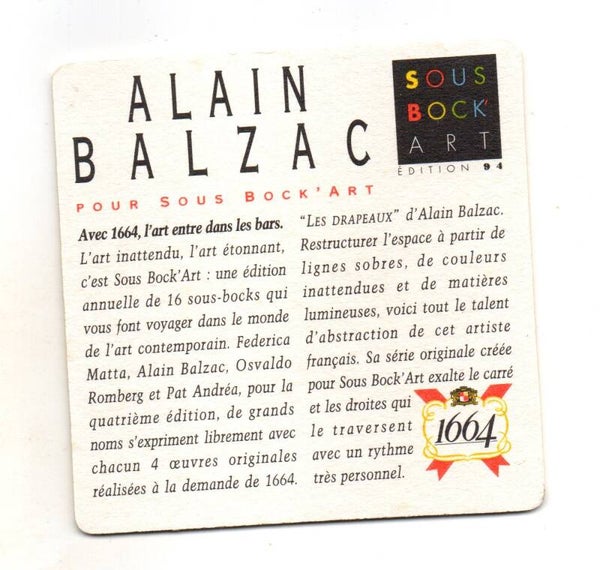 ALAIN
BALZAC
SOUS
BOCK'
ART
ÉDITION 94
POUR SOUS BOCK'ART
Avec 1664, l'art entre dans les bars.
L'art inattendu, l'art étonnant,
c'est Sous Bock'Art : une édition
annuelle de 16 sous-bocks qui
vous font voyager dans le monde
de l'art contemporain. Federica
Matta, Alain Balzac, Osvaldo
Romberg et Pat Andréa, pour la
quatrième édition, de grands
noms s'expriment librement avec
chacun 4 œuvres originales
réalisées à la demande de 1664.
"LES DRAPEAUX" d'Alain Balzac.
Restructurer l'espace à partir de
lignes sobres, de couleurs
inattendues et de matières
lumineuses, voici tout le talent
d'abstraction de cet artiste
français. Sa série originale créée
pour Sous Bock'Art exalte le carré
et les droites qui
le traversent
avec un rythme
très personnel.
1664